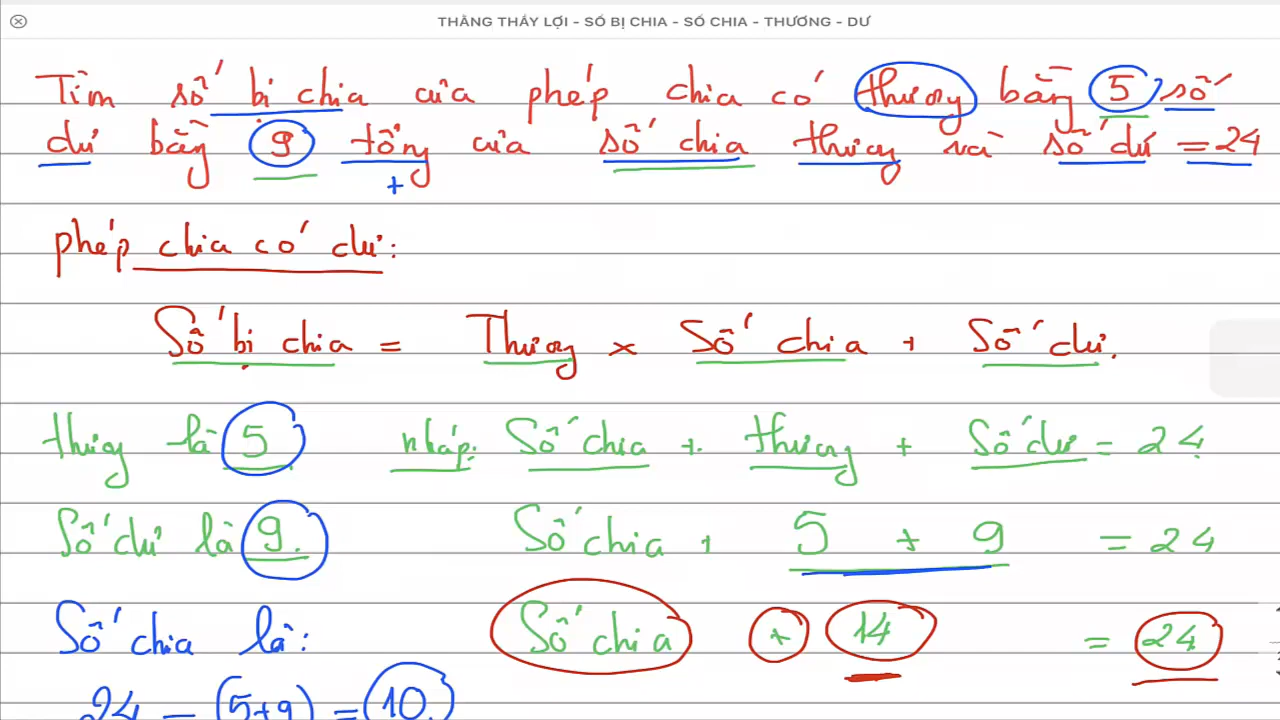 THẲNG THẦY LỢI - SỐ BỊ CHIA - SỐ CHIA - THƯƠNG - DƯ
Tìm số bị chia của phép chia có thương bằng 5, số
dư bằng 9 tổng của số chia thương và số dư = 24
+
phép chia có dư:
Số bị chia = Thương × Số chia + Số dư.
thương là 5 nháp: Số chia + thương + Số dư = 24
Số dư là 9. Số chia + 5 + 9 = 24
Số chia là: Số chia + 14 = 24
24 - (5+9) = 10.